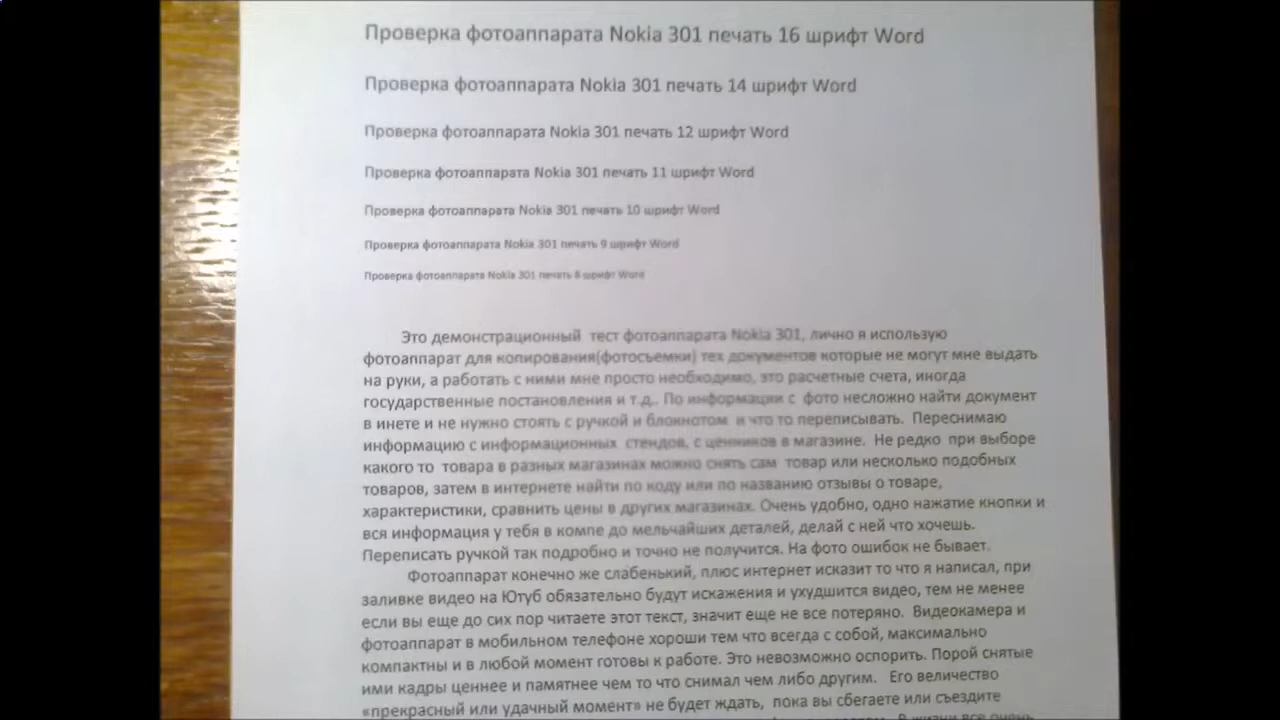 Проверка фотоаппарата Nokia 301 печать 16 шрифт Word
Проверка фотоаппарата Nokia 301 печать 14 шрифт Word
Проверка фотоаппарата Nokia 301 печать 12 шрифт Word
Проверка фотоаппарата Nokia 301 печать 11 шрифт Word
Проверка фотоаппарата Nokia 301 печать 10 шрифт Word
Проверка фотоаппарата Nokia 301 печать 9 шрифт Word
Проверка фотоаппарата Nokia 301 печать 8 шрифт Word
Это демонстрационный тест фотоаппарата Nokia 301, лично я использую
фотоаппарат для копирования(фотосъемки) тех документов которые не могут мне выдать
на руки, а работать с ними мне просто необходимо, это расчетные счета, иногда
государственные постановления и т.д.. По информации с фото несложно найти документ
в инете и не нужно стоять с ручкой и блокнотом и что то переписывать. Переснимаю
информацию с информационных стендов, с ценников в магазине. Не редко при выборе
какого то товара в разных магазинах можно снять сам товар или несколько подобных
товаров, затем в интернете найти по коду или по названию отзывы о товаре,
характеристики, сравнить цены в других магазинах. Очень удобно, одно нажатие кнопки и
вся информация у тебя в компе до мельчайших деталей, делай с ней что хочешь.
Переписать ручкой так подробно и точно не получится. На фото ошибок не бывает.
Фотоаппарат конечно же слабенький, плюс интернет исказит то что я написал, при
заливке видео на Ютуб обязательно будут искажения и ухудшится видео, тем не менее
если вы еще до сих пор читаете этот текст, значит еще не все потеряно. Видеокамера и
фотоаппарат в мобильном телефоне хороши тем что всегда с собой, максимально
компактны и в любой момент готовы к работе. Это невозможно оспорить. Порой снятые
ими кадры ценнее и памятнее чем то что снимал чем либо другим. Его величество
«прекрасный или удачный момент» не будет ждать, пока вы сбегаете или съездите
В жизни все очень